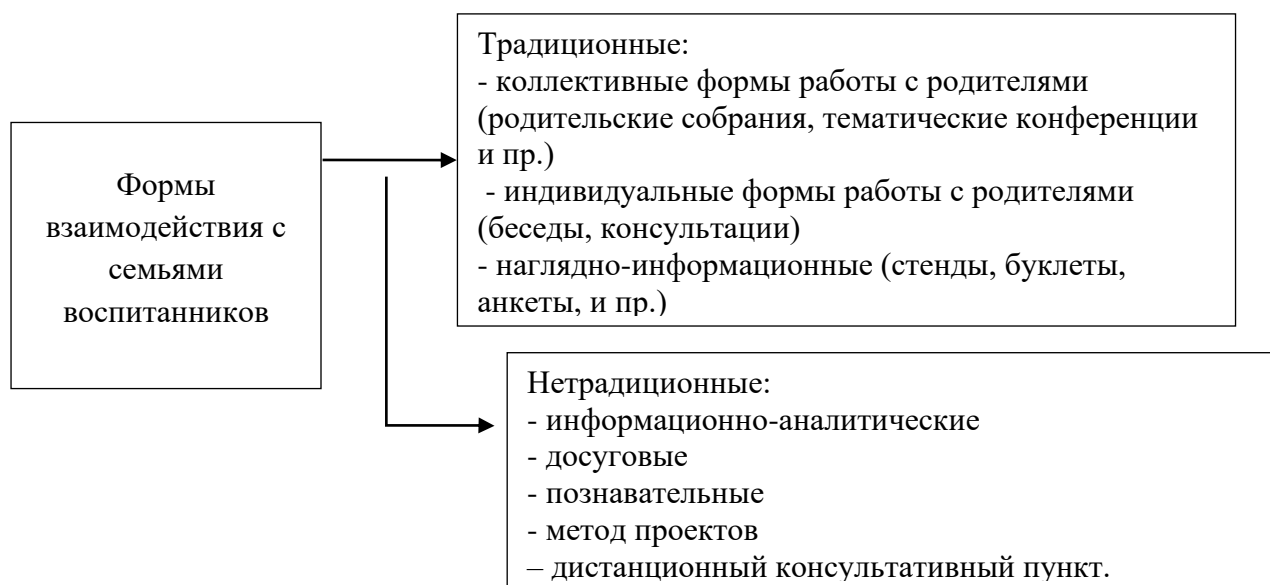 Формы
взаимодействия с
семьями
воспитанников
Традиционные:
- коллективные формы работы с родителями
(родительские собрания, тематические конференции
и пр.)
- индивидуальные формы работы с родителями
(беседы, консультации)
- наглядно-информационные (стенды, буклеты,
анкеты, и пр.)
Нетрадиционные:
- информационно-аналитические
- досуговые
- познавательные
- метод проектов
– дистанционный консультативный пункт.